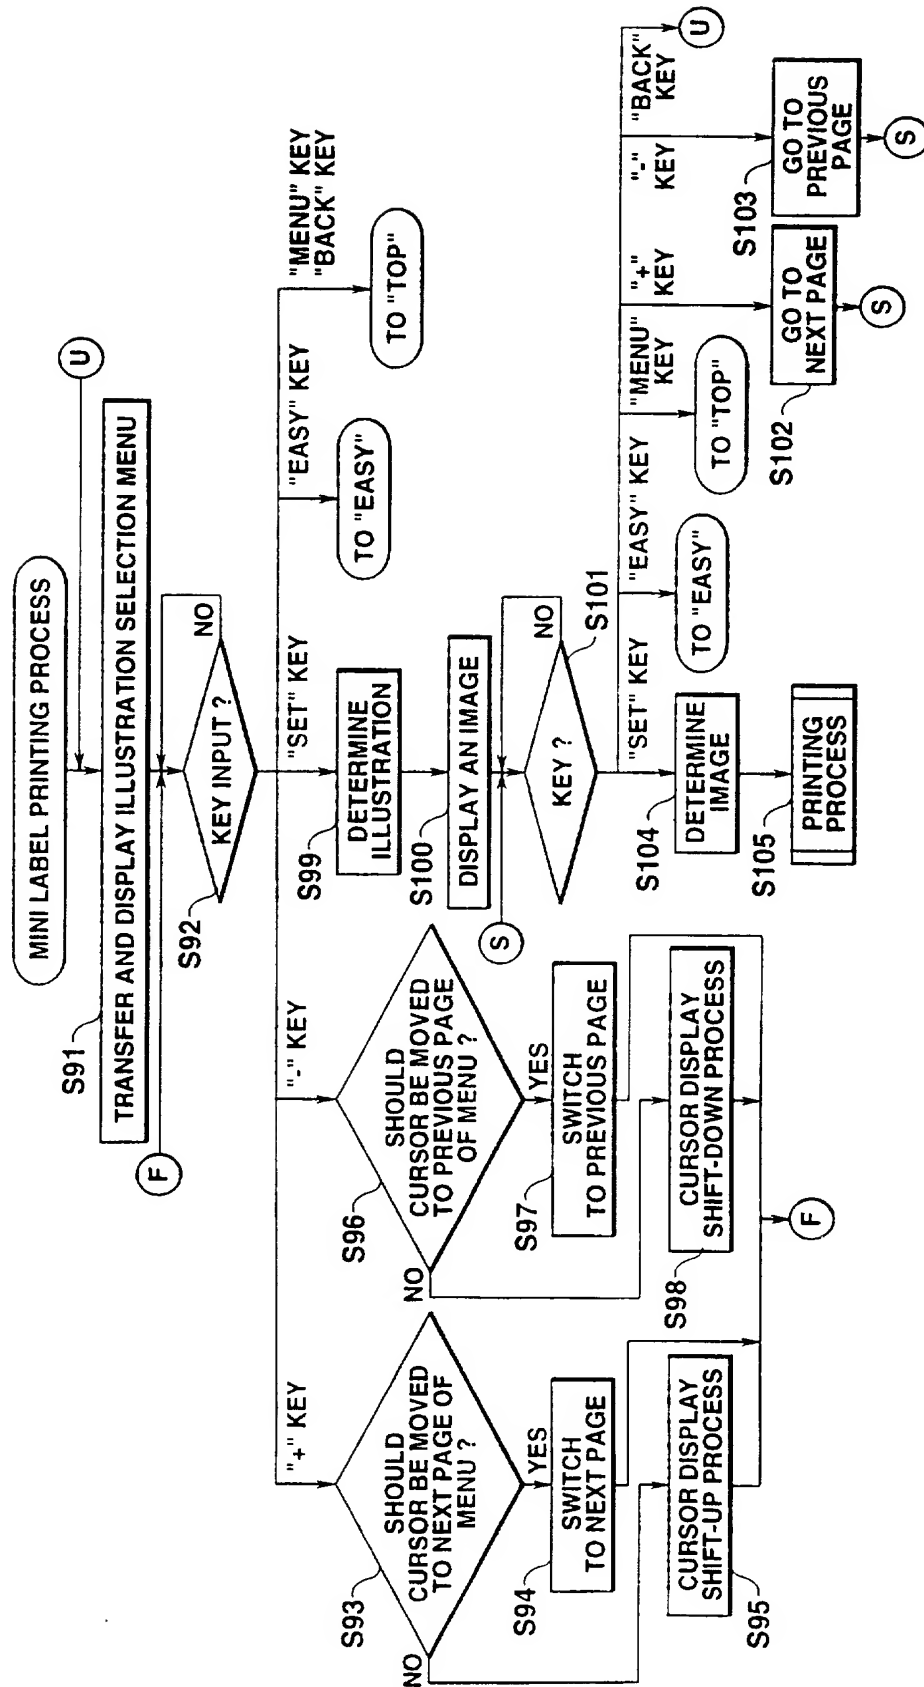 MINI LABEL PRINTING PROCESS
U
S91
TRANSFER AND DISPLAY ILLUSTRATION SELECTION MENU
F
S92
KEY INPUT ?
NO
"+" KEY
"-" KEY
"SET" KEY
"EASY" KEY
"MENU" KEY
"BACK" KEY
S93
SHOULD
CURSOR BE MOVED
TO NEXT PAGE OF
MENU ?
NO
YES
S94
SWITCH
TO NEXT PAGE
S95
CURSOR DISPLAY
SHIFT-UP PROCESS
S96
SHOULD
CURSOR BE MOVED
TO PREVIOUS PAGE
OF MENU ?
NO
YES
S97
SWITCH
TO PREVIOUS PAGE
S98
CURSOR DISPLAY
SHIFT-DOWN PROCESS
F
S99
DETERMINE
ILLUSTRATION
TO "EASY"
TO "TOP"
S100
DISPLAY AN IMAGE
S
KEY ?
NO
S101
"SET" KEY
"EASY" KEY
"MENU"
KEY
"+"
KEY
"-"
KEY
"BACK"
KEY
S104
DETERMINE
IMAGE
S105
PRINTING
PROCESS
TO "EASY"
TO "TOP"
S102
GO TO
NEXT PAGE
S
S103
GO TO
PREVIOUS
PAGE
S
U